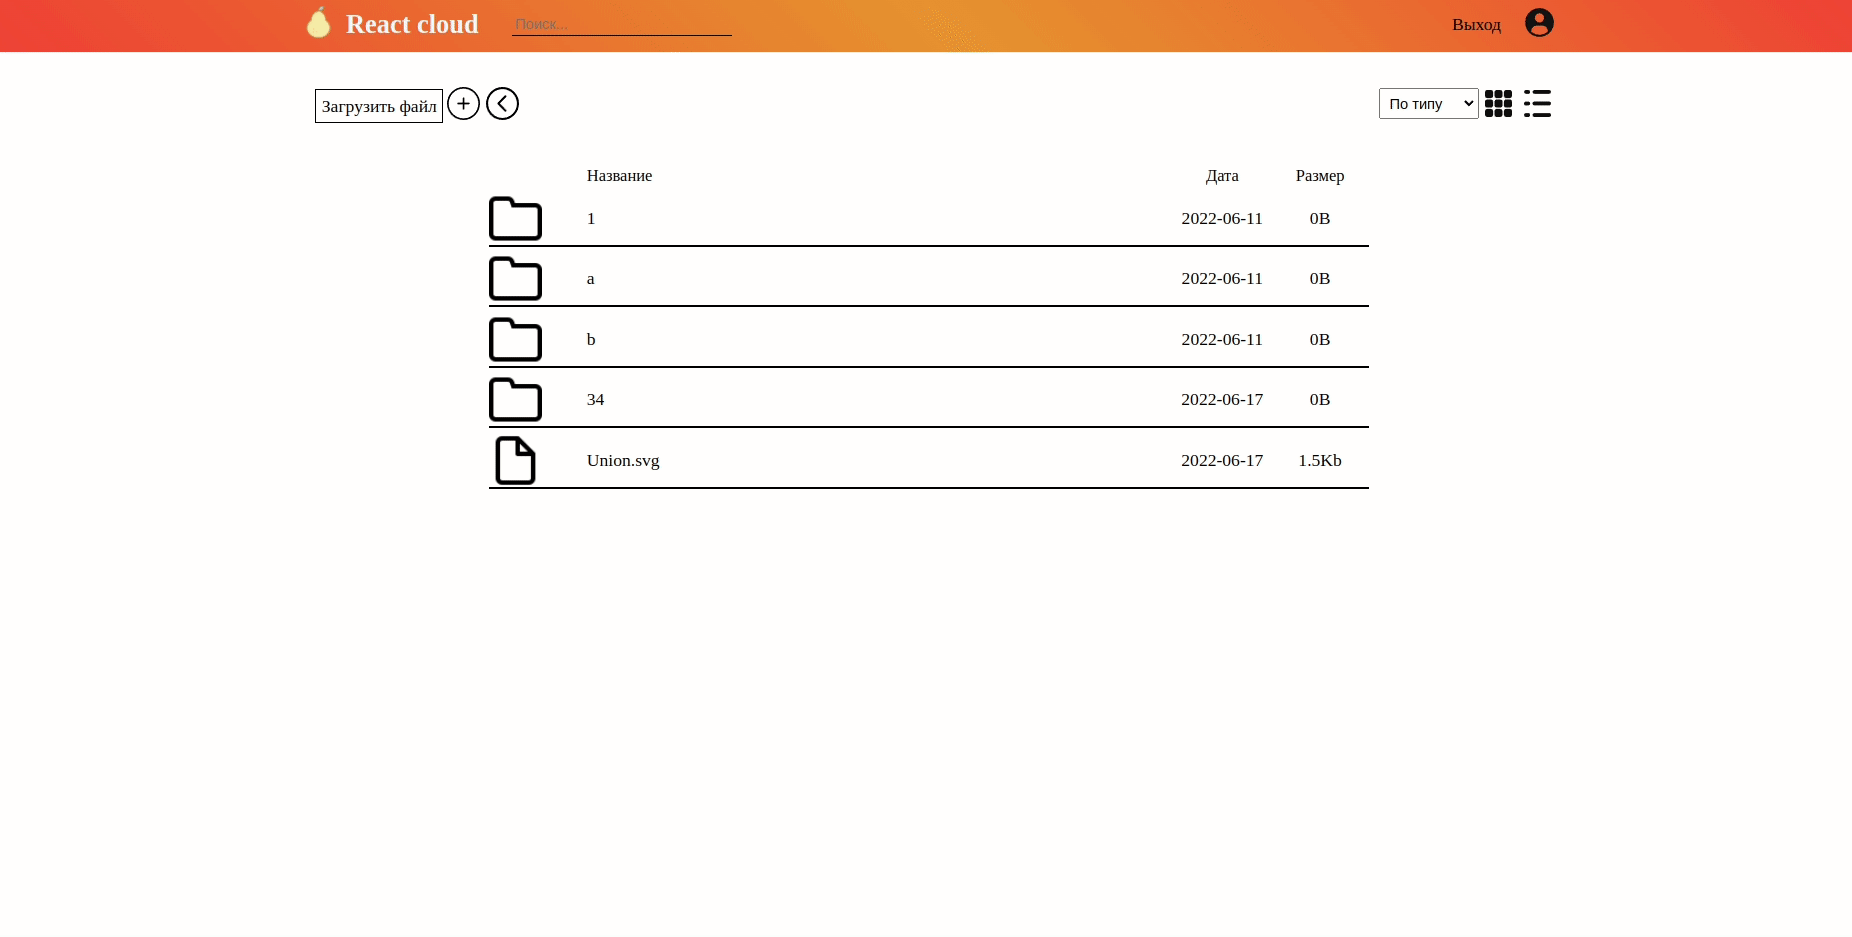 React cloud Поиск... Выход
Загрузить файл По типу
Название Дата Размер
1 2022-06-11 0B
a 2022-06-11 0B
b 2022-06-11 0B
34 2022-06-17 0B
Union.svg 2022-06-17 1.5Kb